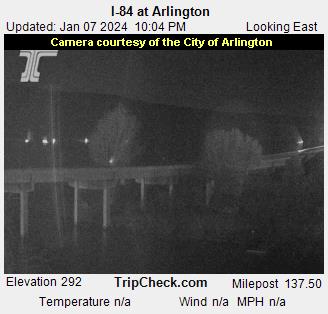 I-84 at Arlington
Updated: Jan 07 2024 10:04 PM Looking East
Camera courtesy of the City of Arlington
Elevation 292 TripCheck.com Milepost 137.50
Temperature n/a Wind n/a MPH n/a